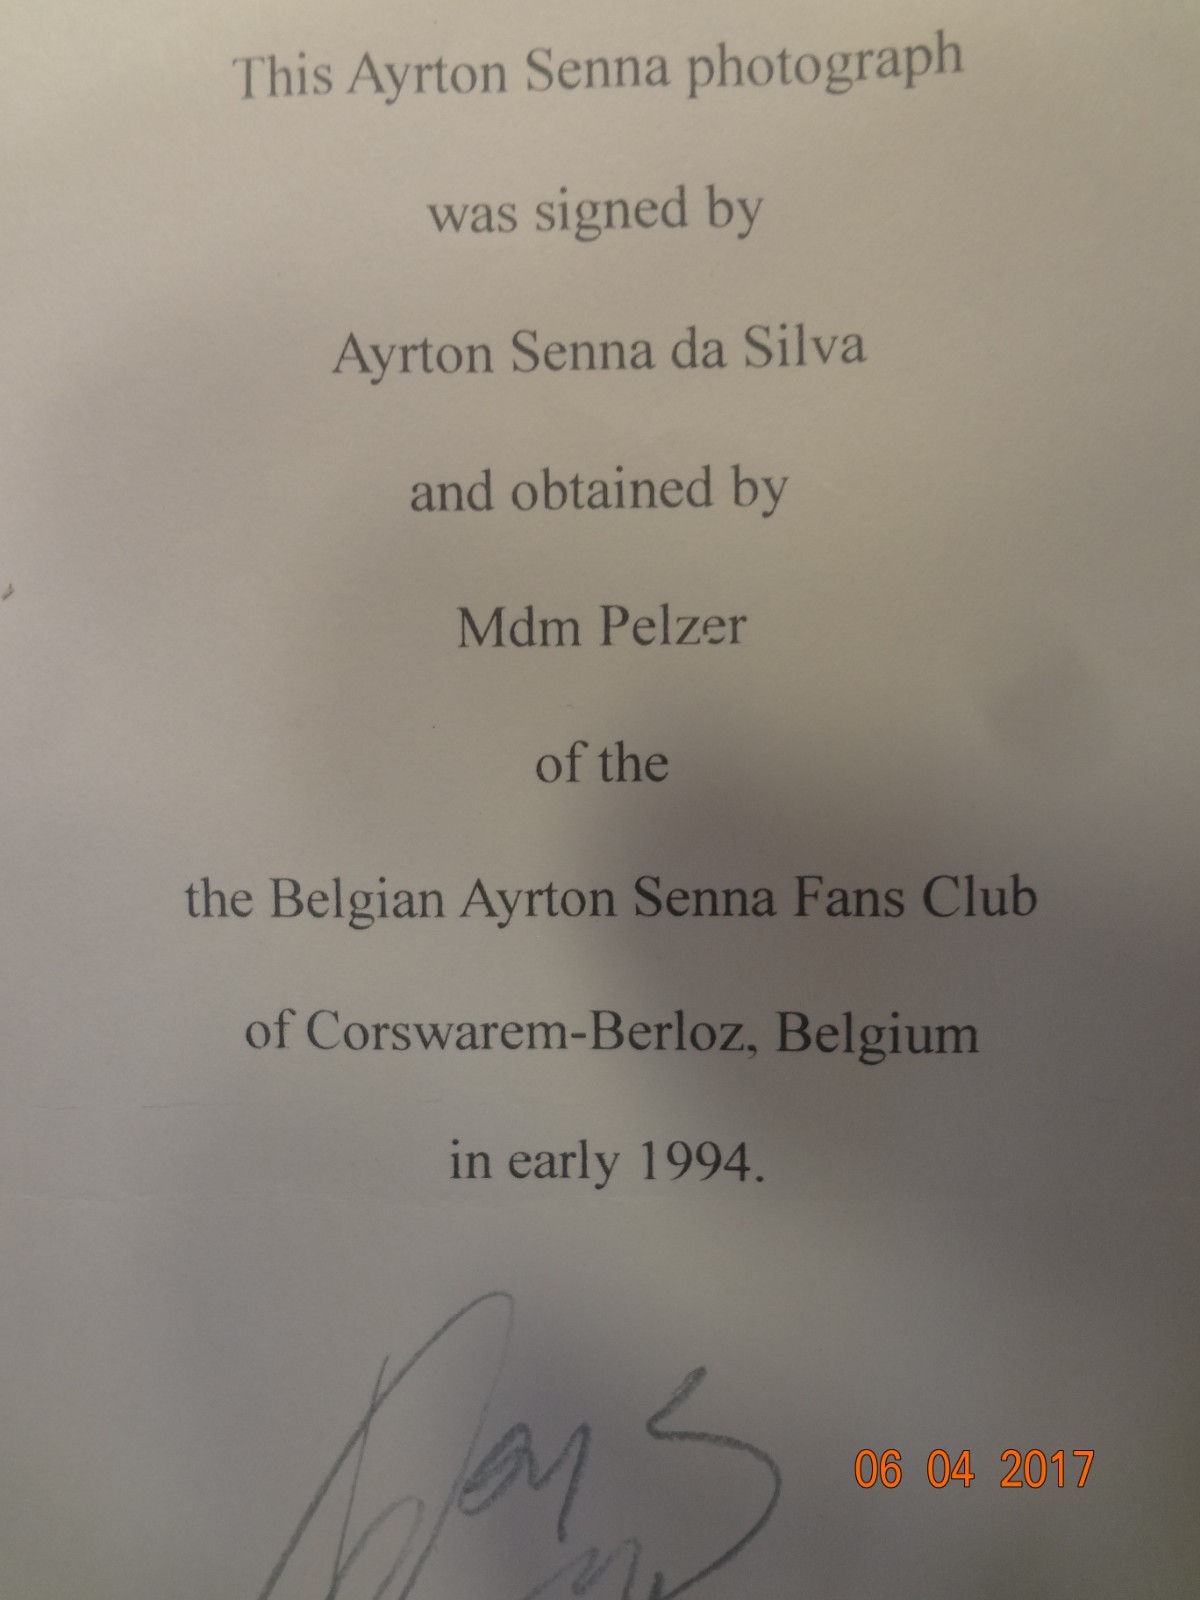 This Ayrton Senna photograph
was signed by
Ayrton Senna da Silva
and obtained by
Mdm Pelzer
of the
the Belgian Ayrton Senna Fans Club
of Corswarem-Berloz, Belgium
in early 1994.
06 04 2017